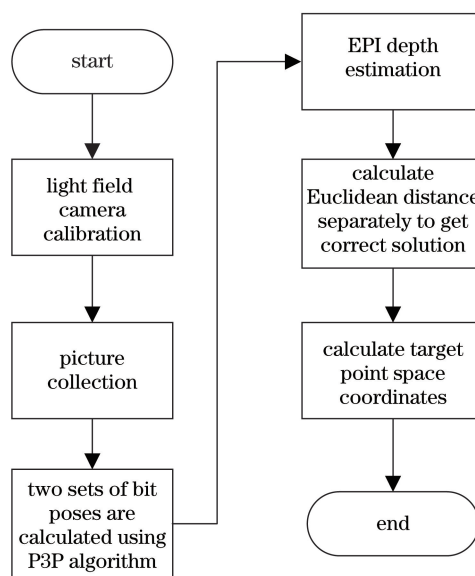 start
light field
camera
calibration
picture
collection
two sets of bit
poses are
calculated using
P3P algorithm
EPI depth
estimation
calculate
Euclidean distance
separately to get
correct solution
calculate target
point space
coordinates
end